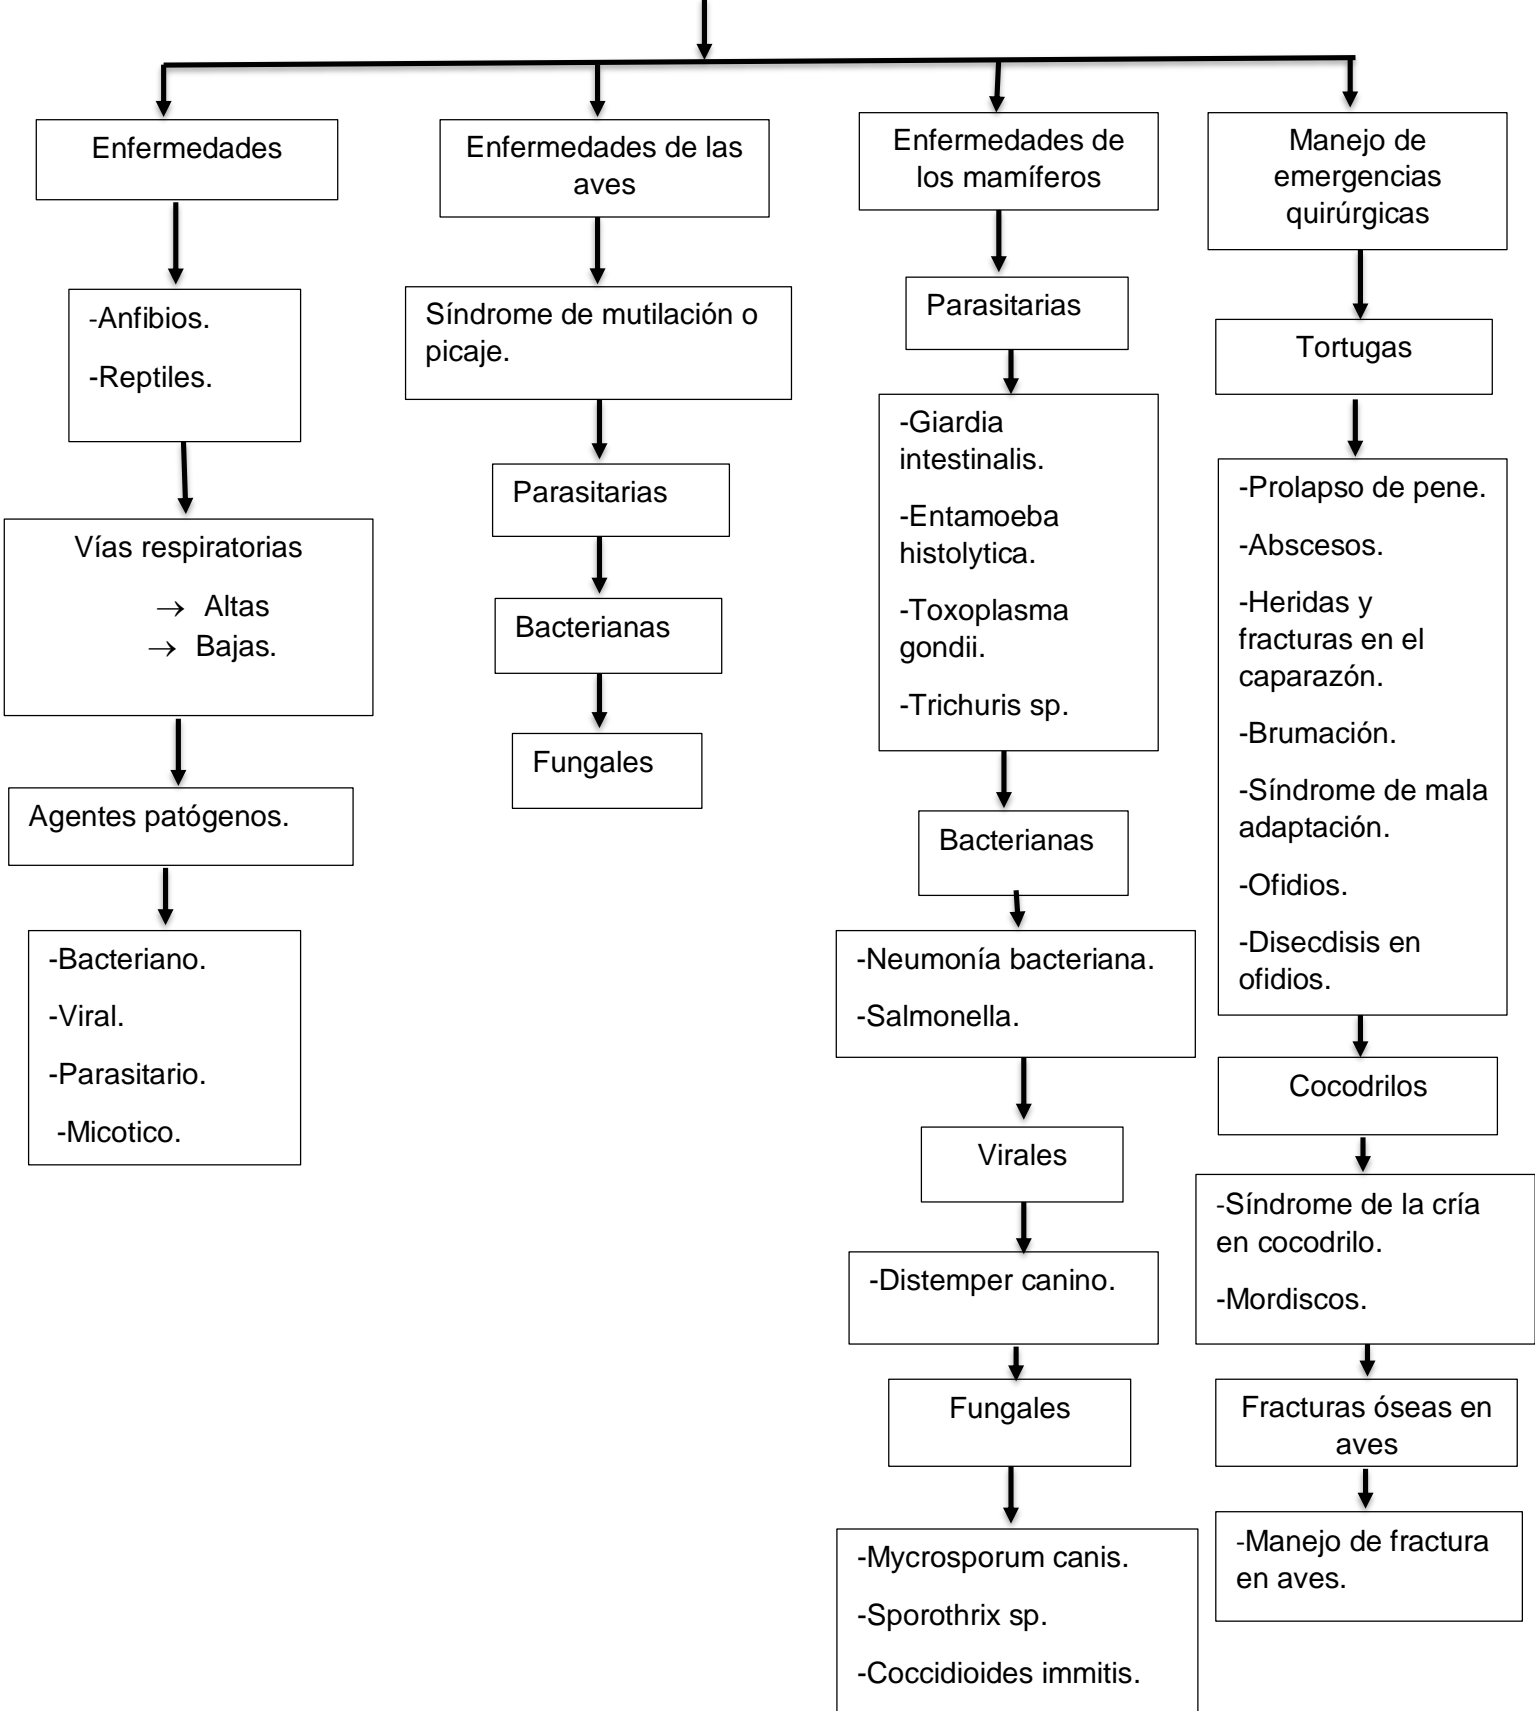 Enfermedades
-Anfibios.
-Reptiles.
Vías respiratorias
→ Altas
→ Bajas.
Agentes patógenos.
-Bacteriano.
-Viral.
-Parasitario.
-Micotico.
Enfermedades de las
aves
Síndrome de mutilación o
picaje.
Parasitarias
Bacterianas
Fungales
Enfermedades de
los mamíferos
Parasitarias
-Giardia
intestinalis.
-Entamoeba
histolytica.
-Toxoplasma
gondii.
-Trichuris sp.
Bacterianas
-Neumonía bacteriana.
-Salmonella.
Virales
-Distemper canino.
Fungales
-Mycrosporum canis.
-Sporothrix sp.
-Coccidioides immitis.
Manejo de
emergencias
quirúrgicas
Tortugas
-Prolapso de pene.
-Abscesos.
-Heridas y
fracturas en el
caparazón.
-Brumación.
-Síndrome de mala
adaptación.
-Ofidios.
-Disecdisis en
ofidios.
Cocodrilos
-Síndrome de la cría
en cocodrilo.
-Mordiscos.
Fracturas óseas en
aves
-Manejo de fractura
en aves.